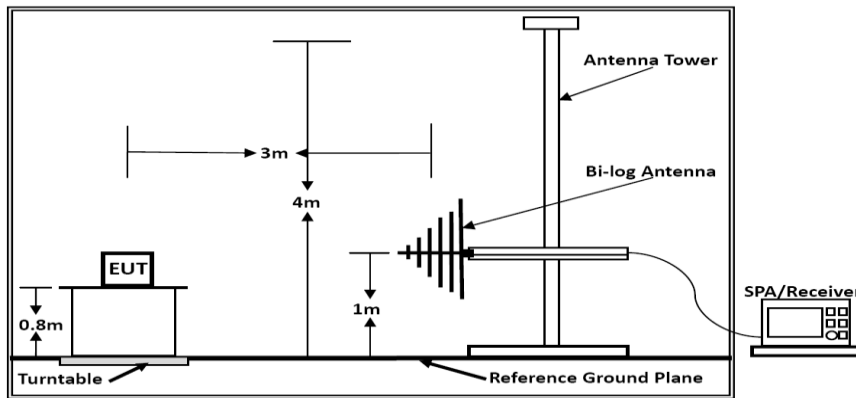 Antenna Tower
3m
Bi-log Antenna
4m
EUT
SPA/Receiver
0.8m
1m
Turntable
Reference Ground Plane